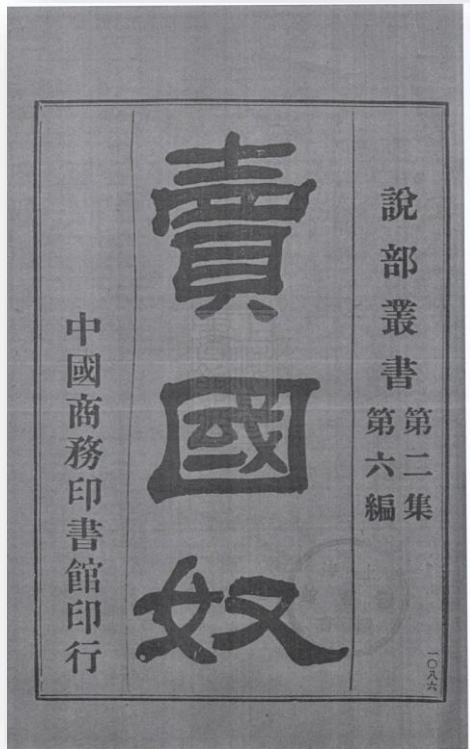 說部叢書
第二集
第六編
賣國奴
中國商務印書館印行
一〇八六